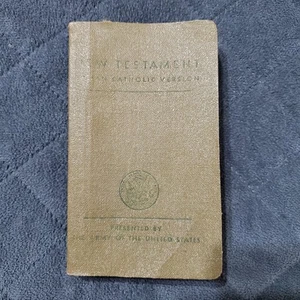 TESTAMENT
CATHOLIC VERSION
PRESENTED BY
THE ARMY OF THE UNITED STATES